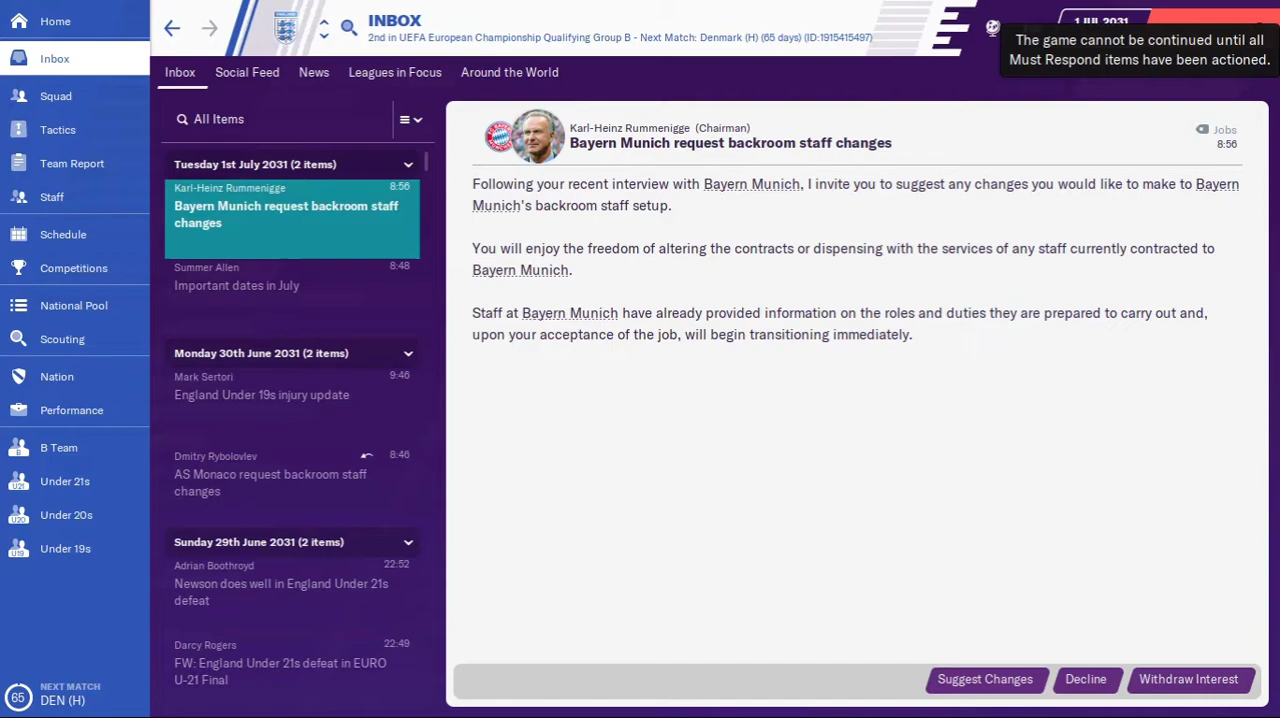 Home
Inbox
Squad
Tactics
Team Report
Staff
Schedule
Competitions
National Pool
Scouting
Nation
Performance
B Team
Under 21s
Under 20s
Under 19s
65
NEXT MATCH
DEN (H)
INBOX
2nd in UEFA European Championship Qualifying Group B - Next Match: Denmark (H) (65 days) (ID:1915415497)
1 JUL 2031
The game cannot be continued until all
Must Respond items have been actioned.
Inbox
Social Feed
News
Leagues in Focus
Around the World
All Items
Tuesday 1st July 2031 (2 items)
Karl-Heinz Rummenigge
8:56
Bayern Munich request backroom staff
changes
Summer Allen
8:48
Important dates in July
Monday 30th June 2031 (2 items)
Mark Sertori
9:46
England Under 19s injury update
Dmitry Rybolovlev
8:46
AS Monaco request backroom staff
changes
Sunday 29th June 2031 (2 items)
Adrian Boothroyd
22:52
Newson does well in England Under 21s
defeat
Darcy Rogers
22:49
FW: England Under 21s defeat in EURO
U-21 Final
Karl-Heinz Rummenigge (Chairman)
Bayern Munich request backroom staff changes
Jobs
8:56
Following your recent interview with Bayern Munich, I invite you to suggest any changes you would like to make to Bayern
Munich's backroom staff setup.
You will enjoy the freedom of altering the contracts or dispensing with the services of any staff currently contracted to
Bayern Munich.
Staff at Bayern Munich have already provided information on the roles and duties they are prepared to carry out and,
upon your acceptance of the job, will begin transitioning immediately.
Suggest Changes
Decline
Withdraw Interest